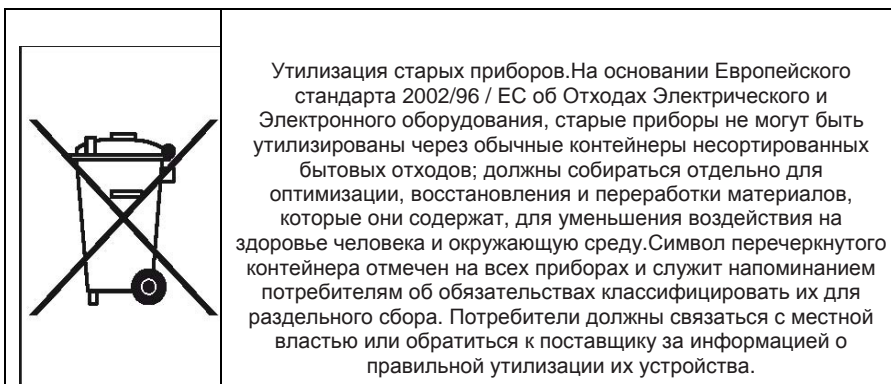 Утилизация старых приборов.На основании Европейского
стандарта 2002/96 / EC об Отходах Электрического и
Электронного оборудования, старые приборы не могут быть
утилизированы через обычные контейнеры несортированных
бытовых отходов; должны собираться отдельно для
оптимизации, восстановления и переработки материалов,
которые они содержат, для уменьшения воздействия на
здоровье человека и окружающую среду.Символ перечеркнутого
контейнера отмечен на всех приборах и служит напоминанием
потребителям об обязательствах классифицировать их для
раздельного сбора. Потребители должны связаться с местной
властью или обратиться к поставщику за информацией о
правильной утилизации их устройства.